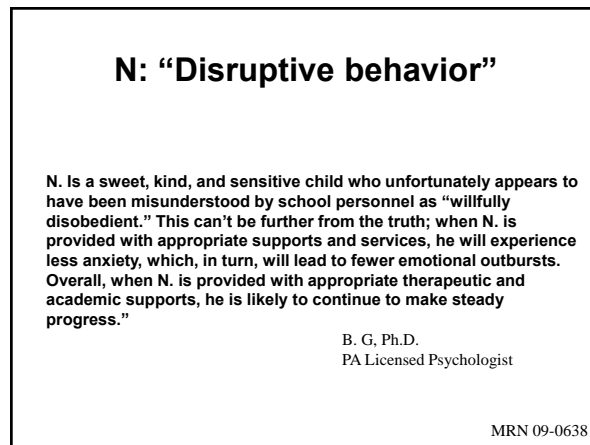 N: “Disruptive behavior”
N. Is a sweet, kind, and sensitive child who unfortunately appears to
have been misunderstood by school personnel as “willfully
disobedient.” This can’t be further from the truth; when N. is
provided with appropriate supports and services, he will experience
less anxiety, which, in turn, will lead to fewer emotional outbursts.
Overall, when N. is provided with appropriate therapeutic and
academic supports, he is likely to continue to make steady
progress.”
B. G, Ph.D.
PA Licensed Psychologist
MRN 09-0638